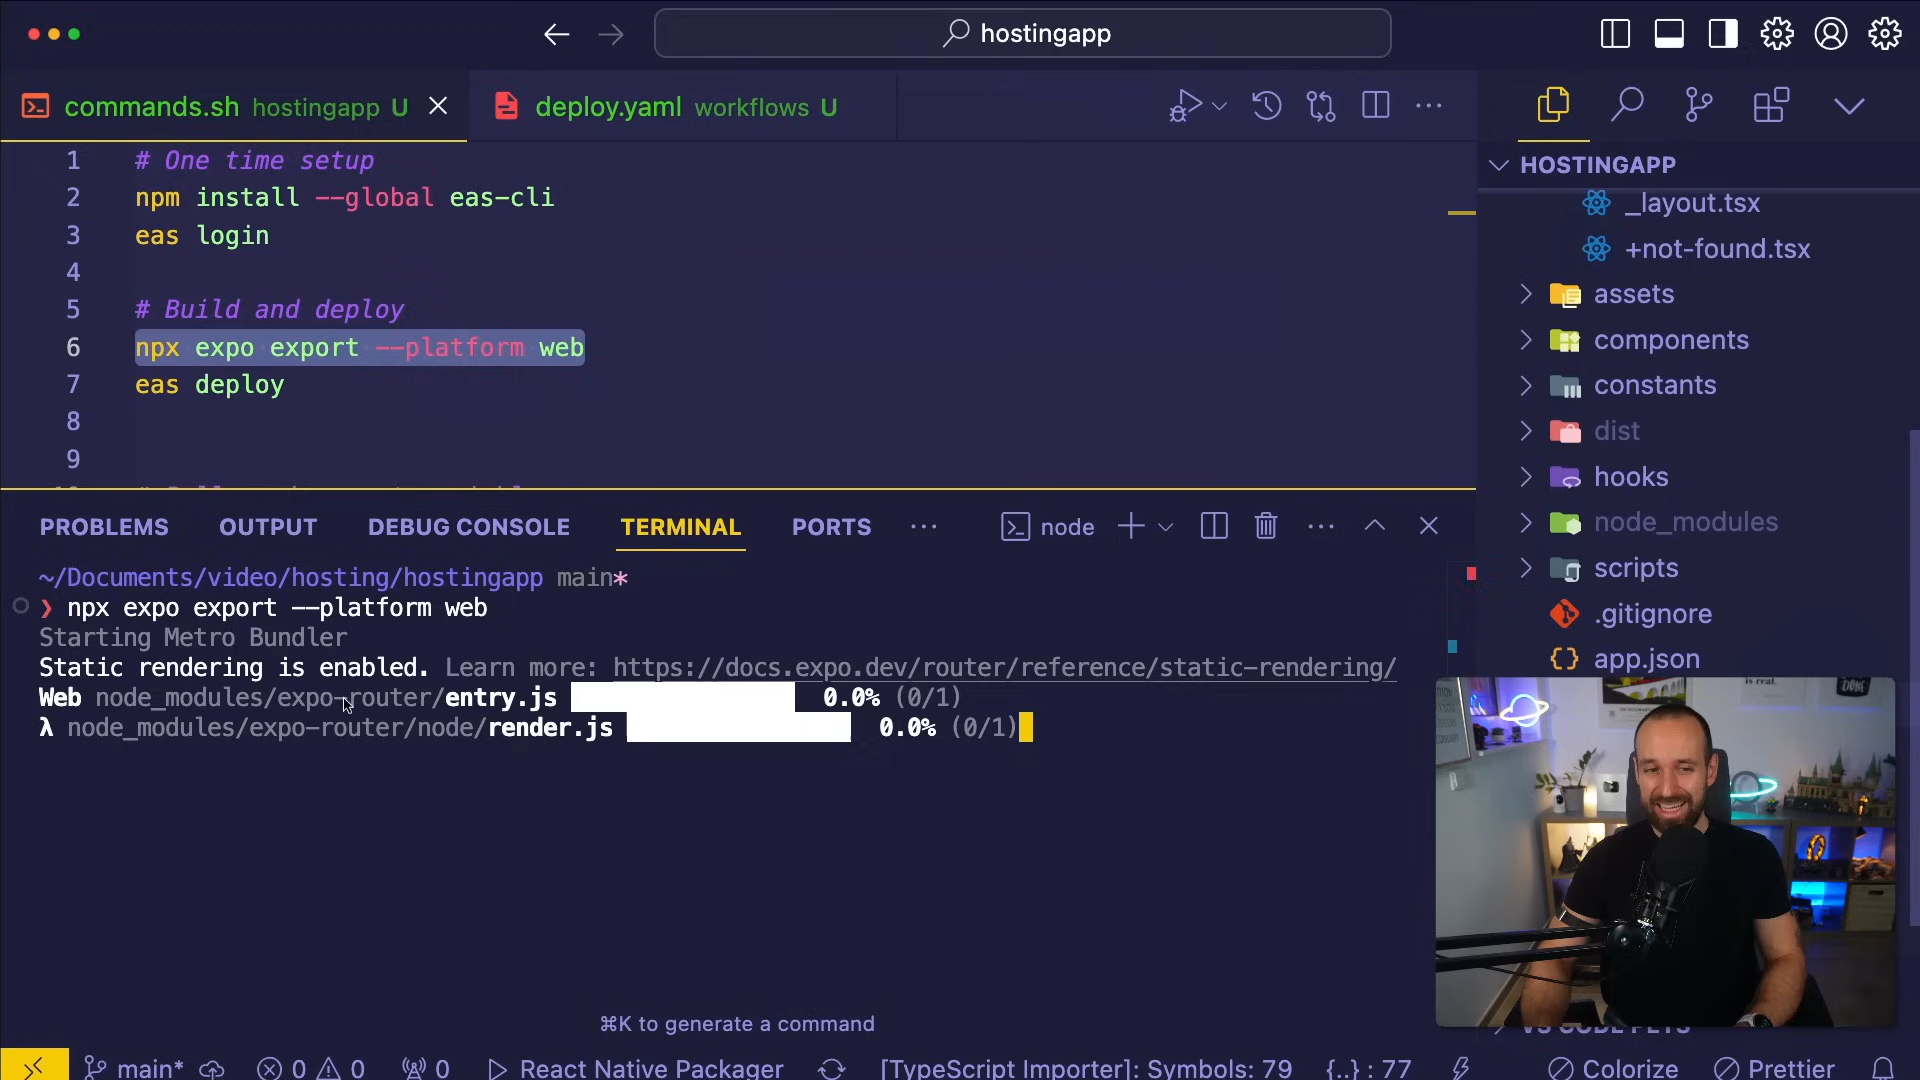 hostingapp
commands.sh hostingapp U
deploy.yaml workflows U
1 # One time setup
2 npm install --global eas-cli
3 eas login
4
5 # Build and deploy
6 npx expo export --platform web
7 eas deploy
8
9
HOSTINGAPP
_layout.tsx
+not-found.tsx
assets
components
constants
dist
hooks
node_modules
scripts
.gitignore
app.json
PROBLEMS OUTPUT DEBUG CONSOLE TERMINAL PORTS node
~/Documents/video/hosting/hostingapp main*
❯ npx expo export --platform web
Starting Metro Bundler
Static rendering is enabled. Learn more: https://docs.expo.dev/router/reference/static-rendering/
Web node_modules/expo-router/entry.js 0.0% (0/1)
λ node_modules/expo-router/node/render.js 0.0% (0/1)
is real.
DONE
⌘K to generate a command
VS CODE PETS
main* 0 0 0 React Native Packager [TypeScript Importer]: Symbols: 79 {..} : 77 Colorize Prettier